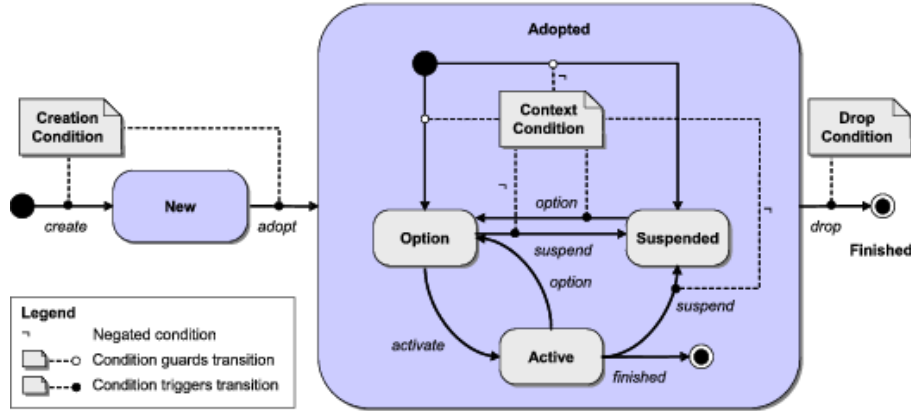 Adopted
Creation
Condition
Context
Condition
Drop
Condition
¬
¬
¬
New
create
adopt
option
Option
suspend
Suspended
drop
Finished
option
suspend
activate
Active
finished
Legend
¬ Negated condition
Condition guards transition
Condition triggers transition